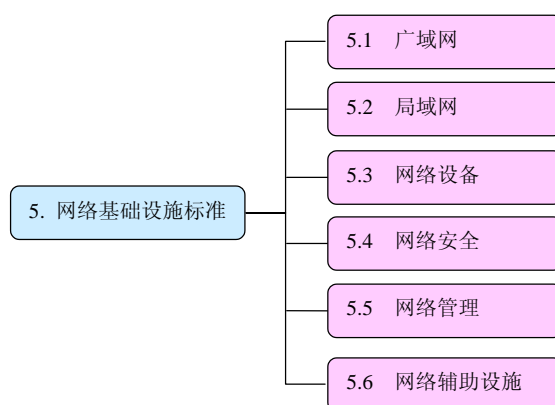 5.1 广域网
5.2 局域网
5.3 网络设备
5. 网络基础设施标准
5.4 网络安全
5.5 网络管理
5.6 网络辅助设施